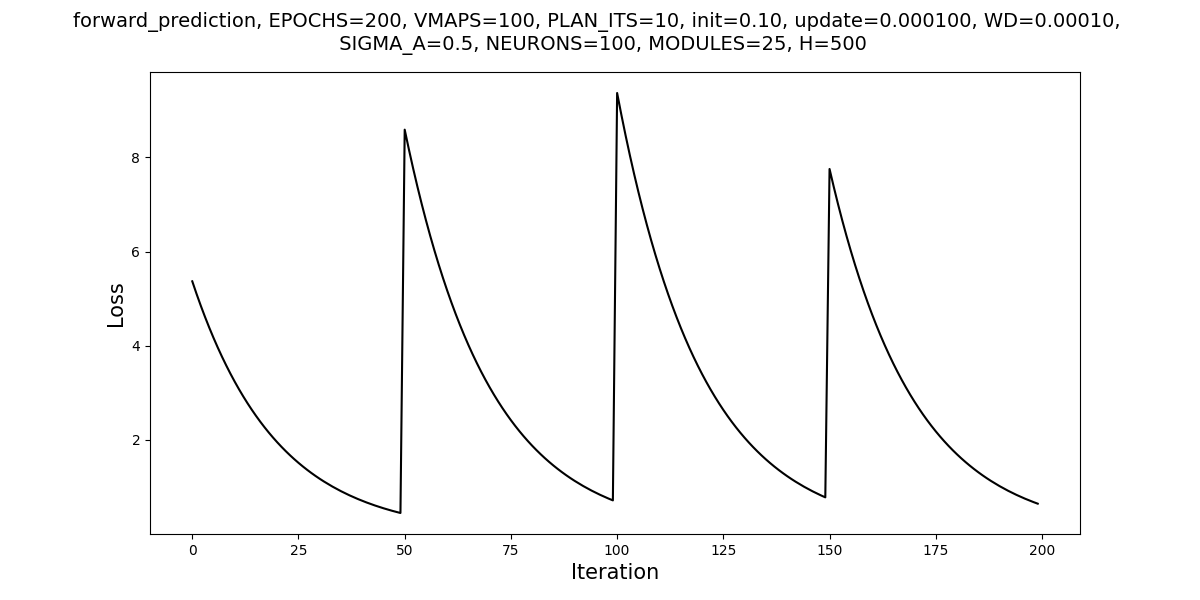 forward_prediction, EPOCHS=200, VMAPS=100, PLAN_ITS=10, init=0.10, update=0.000100, WD=0.00010,
SIGMA_A=0.5, NEURONS=100, MODULES=25, H=500
8
6
4
2
Loss
0 25 50 75 100 125 150 175 200
Iteration